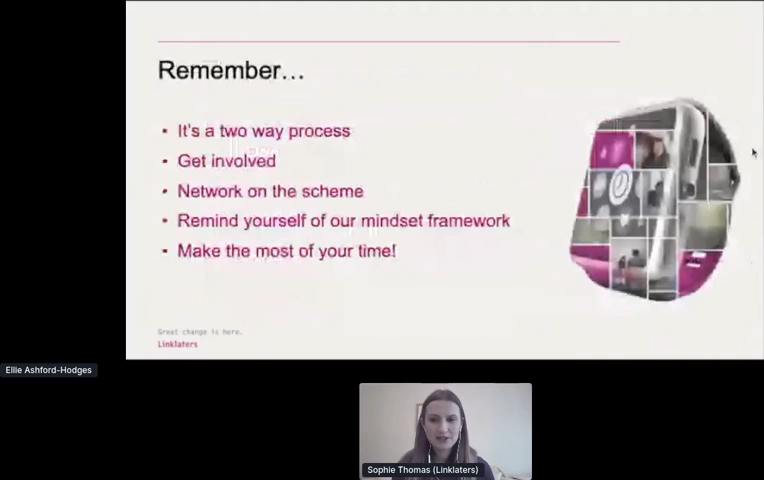 Remember...
• It's a two way process
• Get involved
• Network on the scheme
• Remind yourself of our mindset framework
• Make the most of your time!
Great change is here.
Linklaters
Ellie Ashford-Hodges
Sophie Thomas (Linklaters)